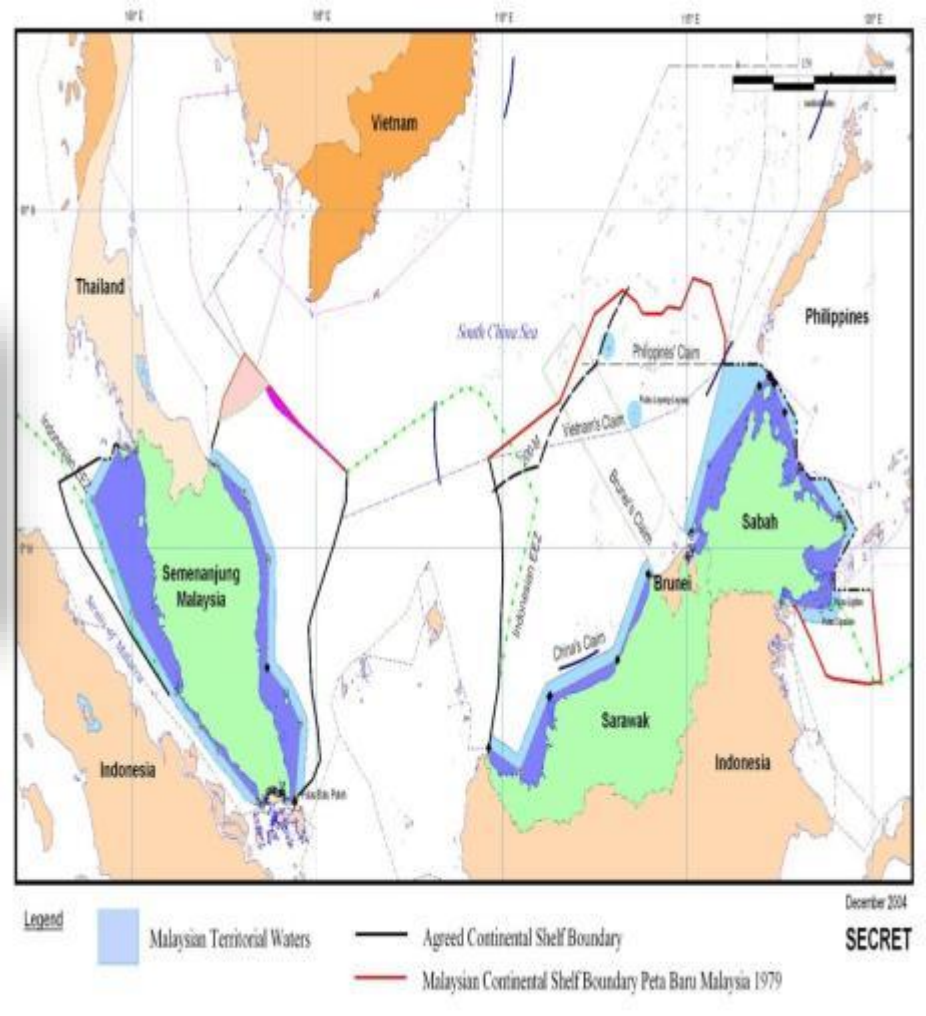 110° E
115° E
Vietnam
Thailand
South China Sea
Philippines
Philippines' Claim
Vietnam's Claim
Brunei's Claim
Indonesian EEZ
Sabah
Semenanjung
Malaysia
Brunei
China's Claim
Sarawak
Indonesia
Indonesia
December 2004
SECRET
Legend
Malaysian Territorial Waters
Agreed Continental Shelf Boundary
Malaysian Continental Shelf Boundary Peta Baru Malaysia 1979